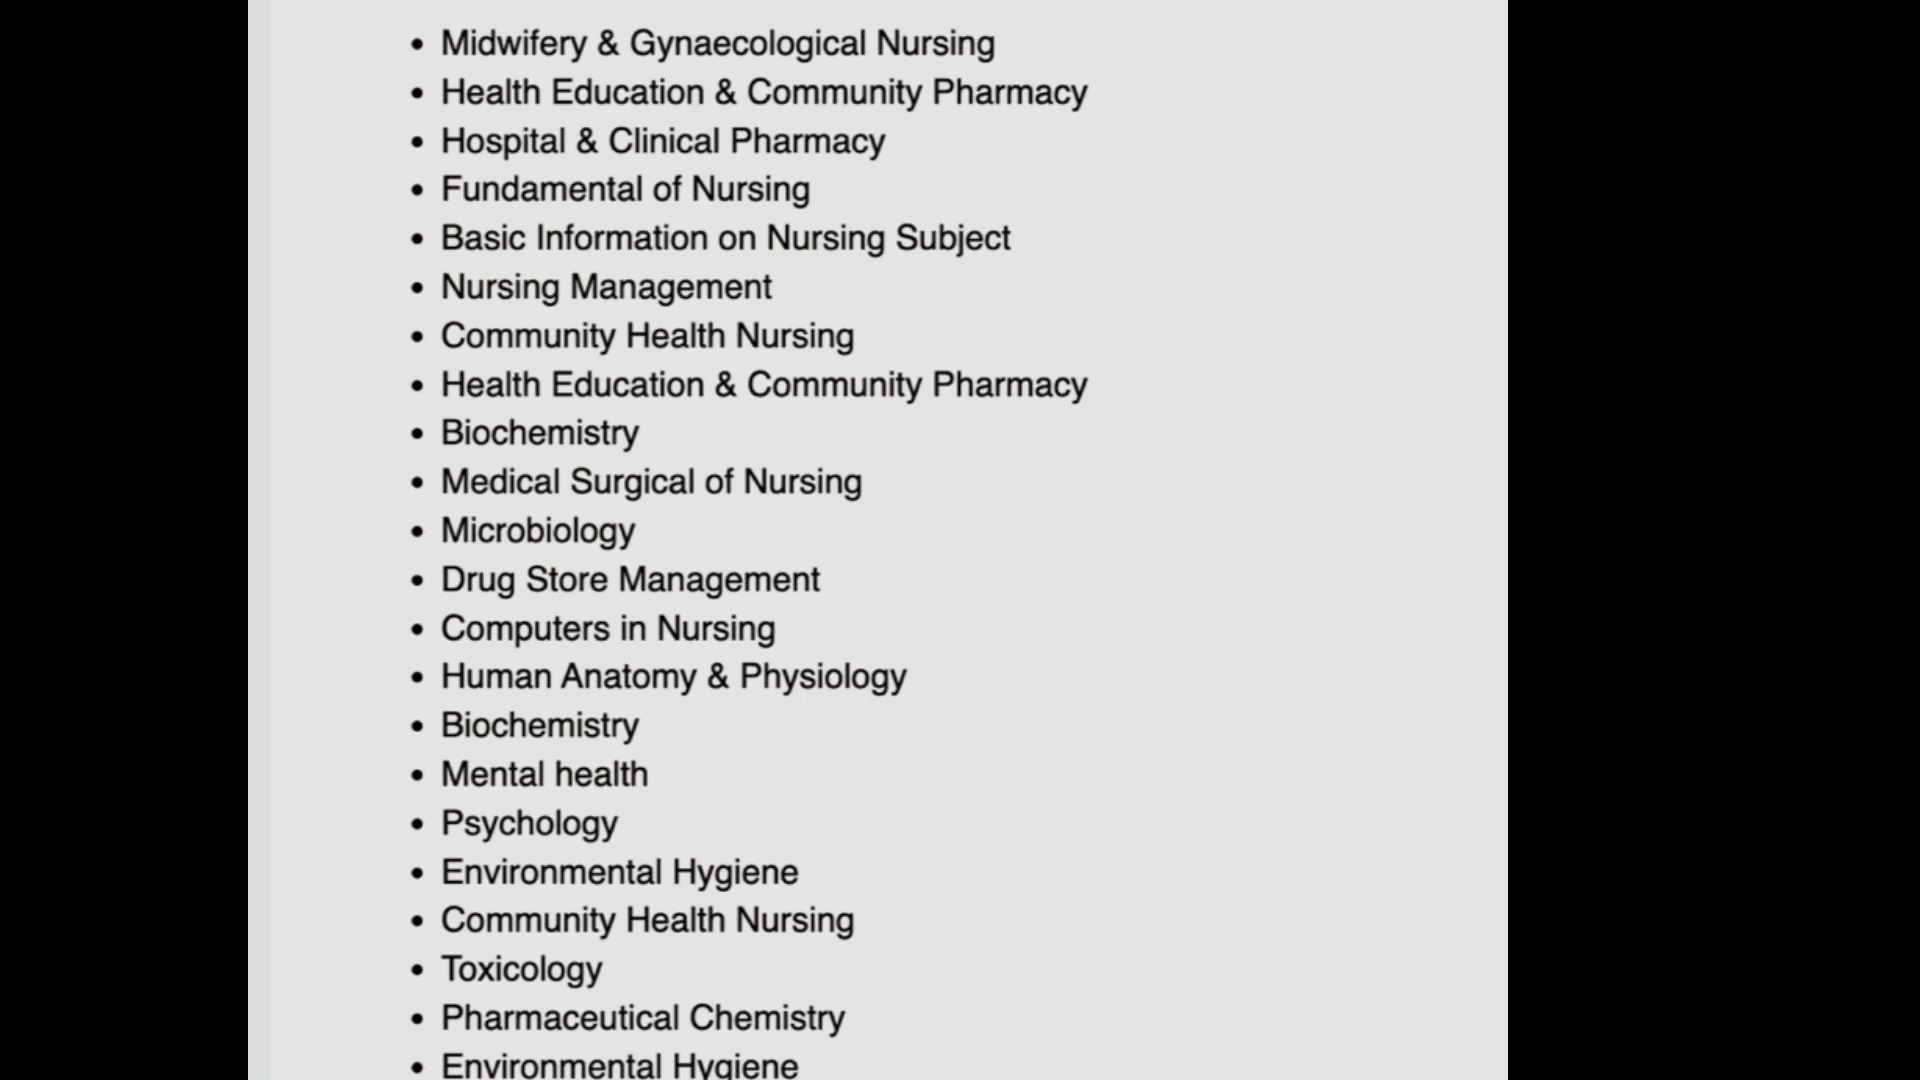 • Midwifery & Gynaecological Nursing
• Health Education & Community Pharmacy
• Hospital & Clinical Pharmacy
• Fundamental of Nursing
• Basic Information on Nursing Subject
• Nursing Management
• Community Health Nursing
• Health Education & Community Pharmacy
• Biochemistry
• Medical Surgical of Nursing
• Microbiology
• Drug Store Management
• Computers in Nursing
• Human Anatomy & Physiology
• Biochemistry
• Mental health
• Psychology
• Environmental Hygiene
• Community Health Nursing
• Toxicology
• Pharmaceutical Chemistry
• Environmental Hygiene